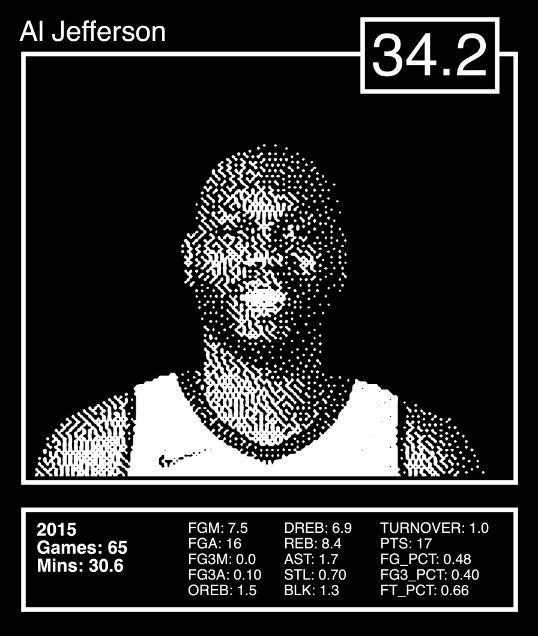 Al Jefferson
34.2
2015
Games: 65
Mins: 30.6
FGM: 7.5
FGA: 16
FG3M: 0.0
FG3A: 0.10
OREB: 1.5
DREB: 6.9
REB: 8.4
AST: 1.7
STL: 0.70
BLK: 1.3
TURNOVER: 1.0
PTS: 17
FG_PCT: 0.48
FG3_PCT: 0.40
FT_PCT: 0.66